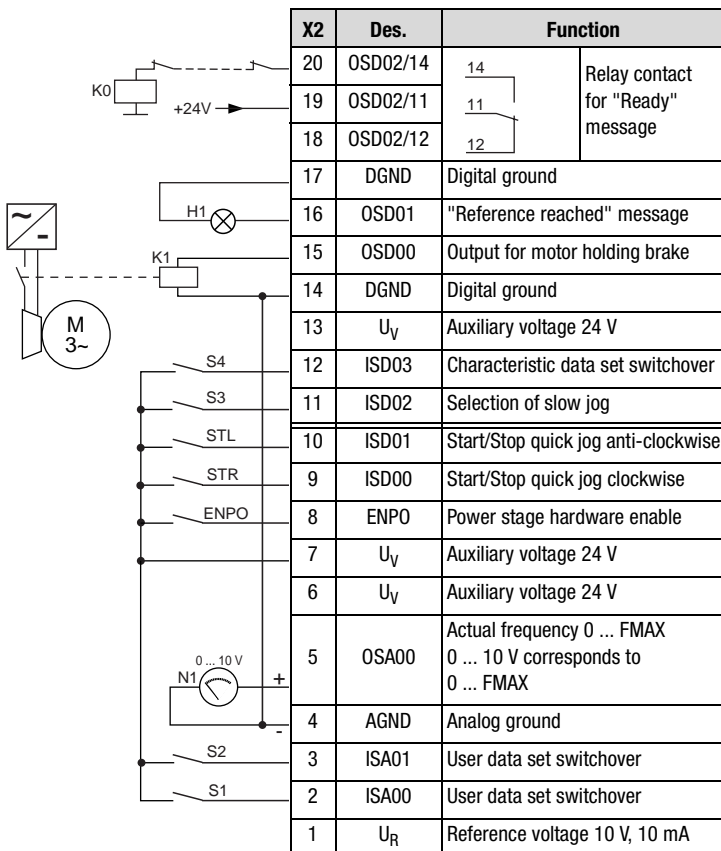 X2 Des. Function
20 OSD02/14 14 Relay contact
K0 +24V 19 OSD02/11 11 for "Ready"
18 OSD02/12 12 message
17 DGND Digital ground
H1 16 OSD01 "Reference reached" message
~ -
K1 15 OSD00 Output for motor holding brake
14 DGND Digital ground
M
3~
13 UV Auxiliary voltage 24 V
S4 12 ISD03 Characteristic data set switchover
S3 11 ISD02 Selection of slow jog
STL 10 ISD01 Start/Stop quick jog anti-clockwise
STR 9 ISD00 Start/Stop quick jog clockwise
ENPO 8 ENPO Power stage hardware enable
7 UV Auxiliary voltage 24 V
6 UV Auxiliary voltage 24 V
Actual frequency 0 ... FMAX
0 ... 10 V
N1 + 5 OSA00 0 ... 10 V corresponds to
0 ... FMAX
- 4 AGND Analog ground
S2 3 ISA01 User data set switchover
S1 2 ISA00 User data set switchover
1 UR Reference voltage 10 V, 10 mA